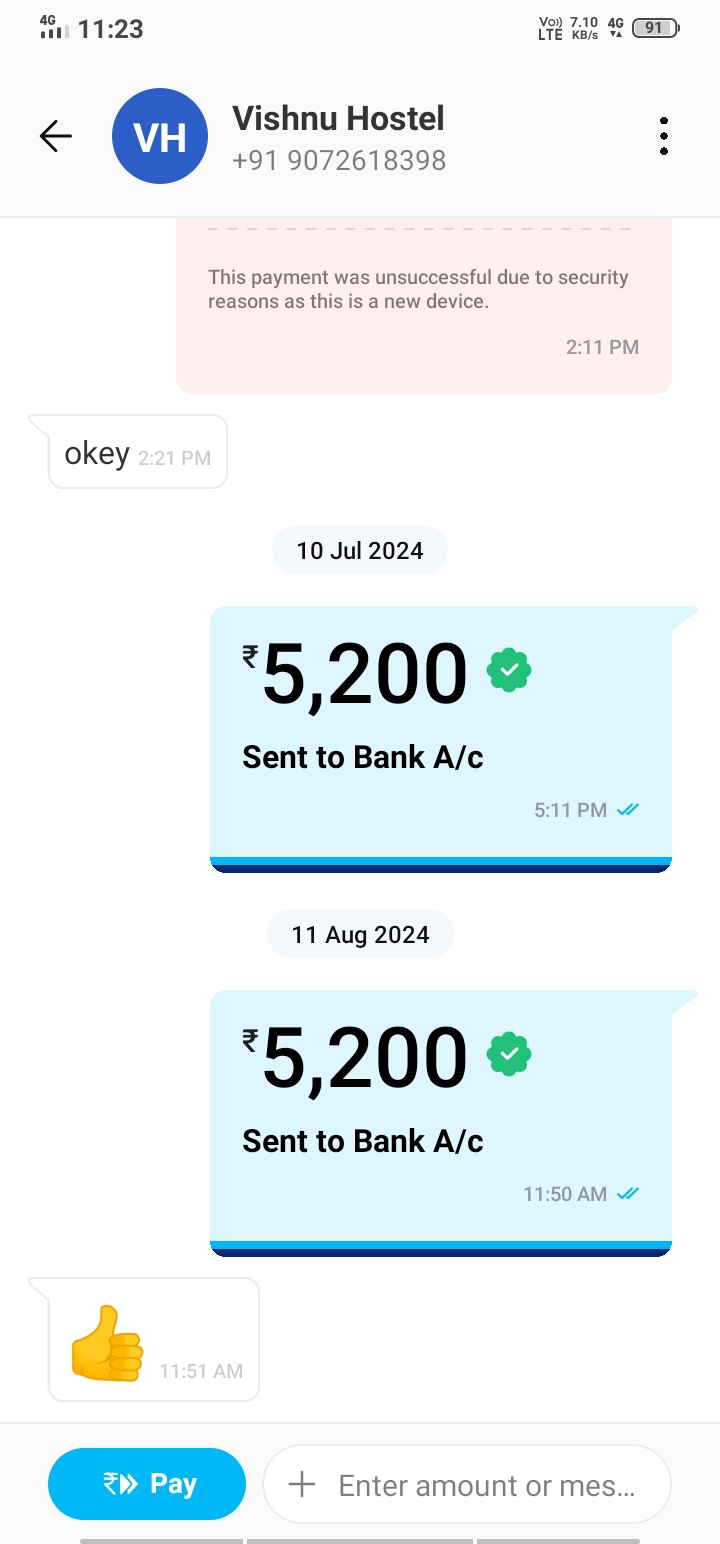 4G 11:23 Vo)) LTE 7.10 KB/s 4G 91
VH
Vishnu Hostel
+91 9072618398
This payment was unsuccessful due to security
reasons as this is a new device.
2:11 PM
okey 2:21 PM
10 Jul 2024
₹5,200
Sent to Bank A/c
5:11 PM
11 Aug 2024
₹5,200
Sent to Bank A/c
11:50 AM
👍 11:51 AM
₹ Pay
+ Enter amount or mes...